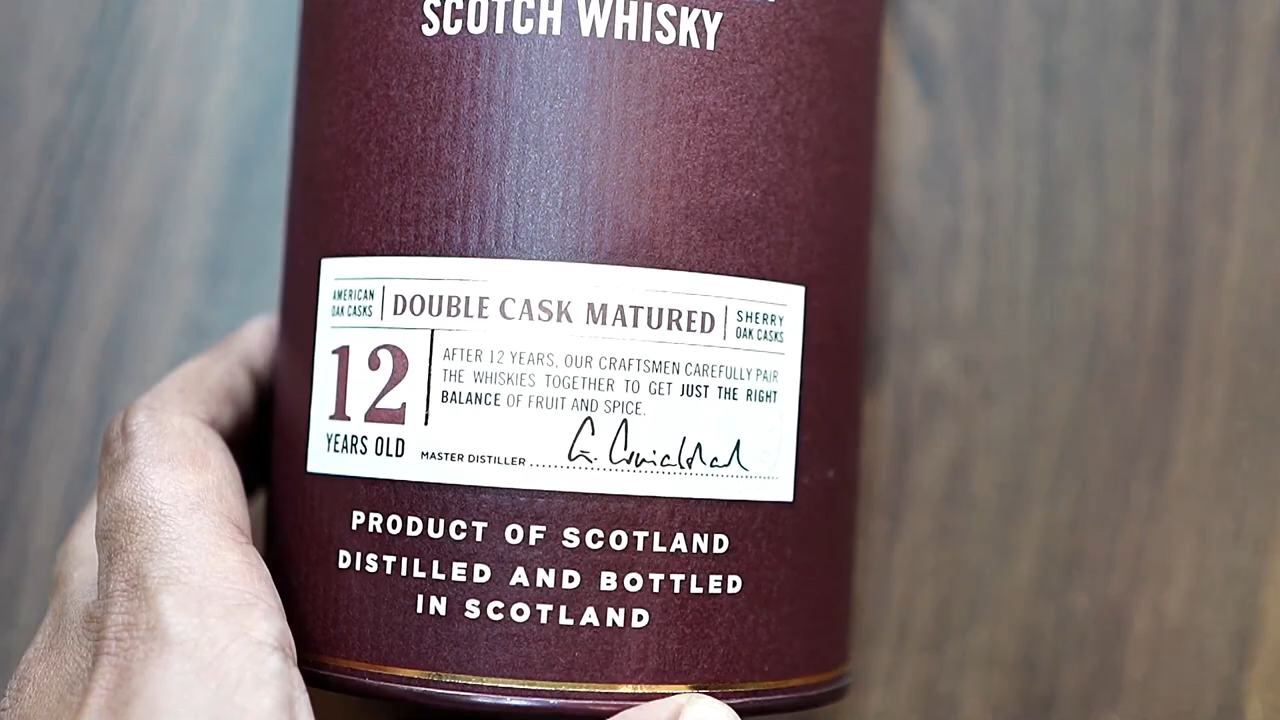 SCOTCH WHISKY
AMERICAN
OAK CASKS
DOUBLE CASK MATURED
SHERRY
OAK CASKS
12
YEARS OLD
AFTER 12 YEARS, OUR CRAFTSMEN CAREFULLY PAIR
THE WHISKIES TOGETHER TO GET JUST THE RIGHT
BALANCE OF FRUIT AND SPICE.
MASTER DISTILLER
PRODUCT OF SCOTLAND
DISTILLED AND BOTTLED
IN SCOTLAND